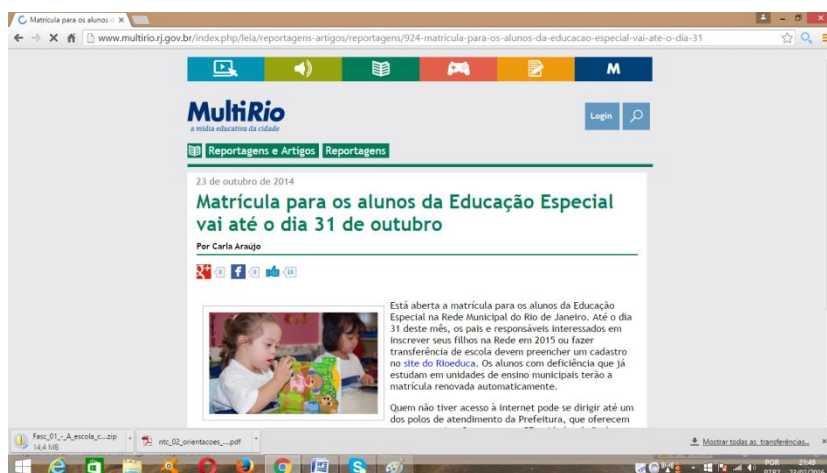 Matrícula para os alunos d
www.multirio.rj.gov.br/index.php/leia/reportagens-artigos/reportagens/924-matricula-para-os-alunos-da-educacao-especial-vai-ate-o-dia-31
M
MultiRio
a mídia educativa da cidade
Login
Reportagens e Artigos Reportagens
23 de outubro de 2014
Matrícula para os alunos da Educação Especial
vai até o dia 31 de outubro
Por Carla Araújo
Está aberta a matrícula para os alunos da Educação
Especial na Rede Municipal do Rio de Janeiro. Até o dia
31 deste mês, os pais e responsáveis interessados em
inscrever seus filhos na Rede em 2015 ou fazer
transferência de escola devem preencher um cadastro
no site do Rioeduca. Os alunos com deficiência que já
estudam em unidades de ensino municipais terão a
matrícula renovada automaticamente.
Quem não tiver acesso à internet pode se dirigir até um
dos polos de atendimento da Prefeitura, que oferecem
Fasc_01_-_A_escola_c....zip
14,4 MB
ntc_02_orientacoes_....pdf
Mostrar todas as transferências...
POR 21:49
PTB2 22/01/2016